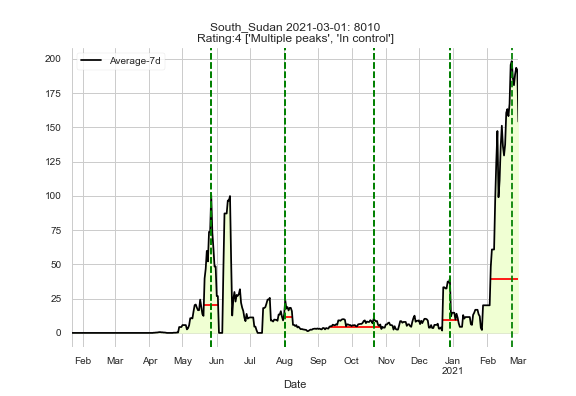 South_Sudan 2021-03-01: 8010
Rating:4 ['Multiple peaks', 'In control']
Average-7d
200
175
150
125
100
75
50
25
0
Feb Mar Apr May Jun Jul Aug Sep Oct Nov Dec Jan Feb Mar
2021
Date